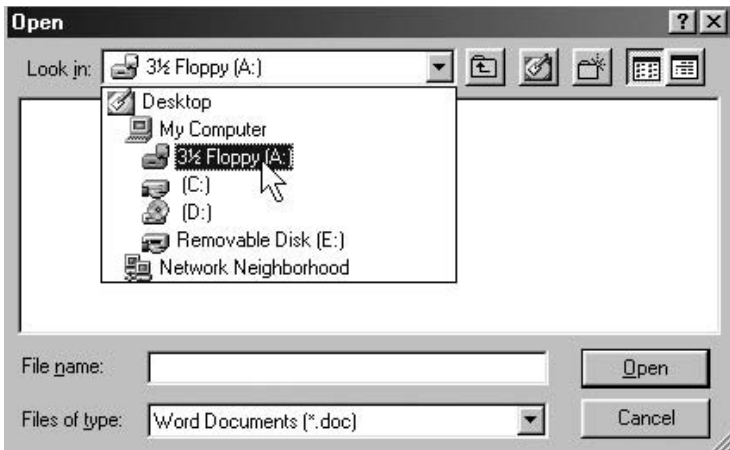 Open
Look in: 3½ Floppy (A:)
Desktop
My Computer
3½ Floppy (A:
(C:)
(D:)
Removable Disk (E:)
Network Neighborhood
File name:
Open
Files of type: Word Documents (*.doc)
Cancel